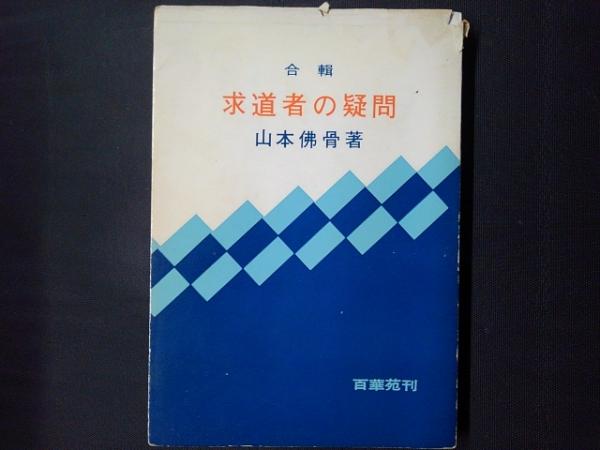 合輯
求道者の疑問
山本佛骨著
百華苑刊